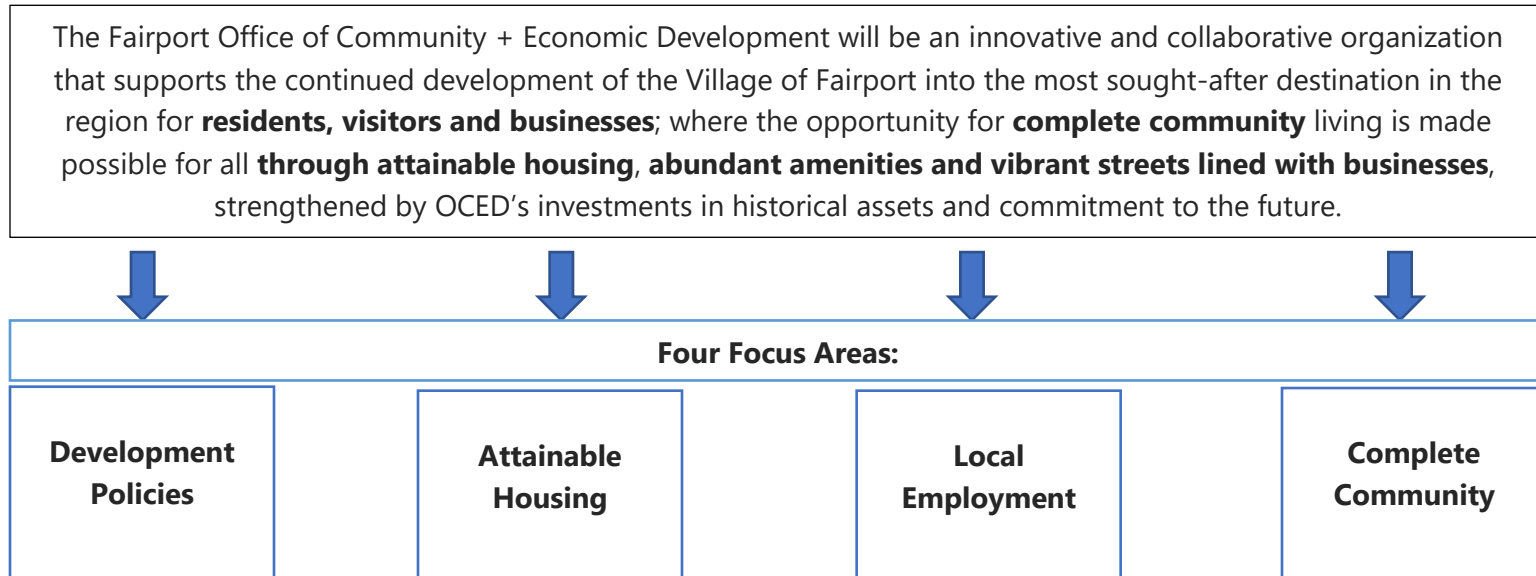 The Fairport Office of Community + Economic Development will be an innovative and collaborative organization
that supports the continued development of the Village of Fairport into the most sought-after destination in the
region for residents, visitors and businesses; where the opportunity for complete community living is made
possible for all through attainable housing, abundant amenities and vibrant streets lined with businesses,
strengthened by OCED’s investments in historical assets and commitment to the future.
Four Focus Areas:
Development
Policies
Attainable
Housing
Local
Employment
Complete
Community